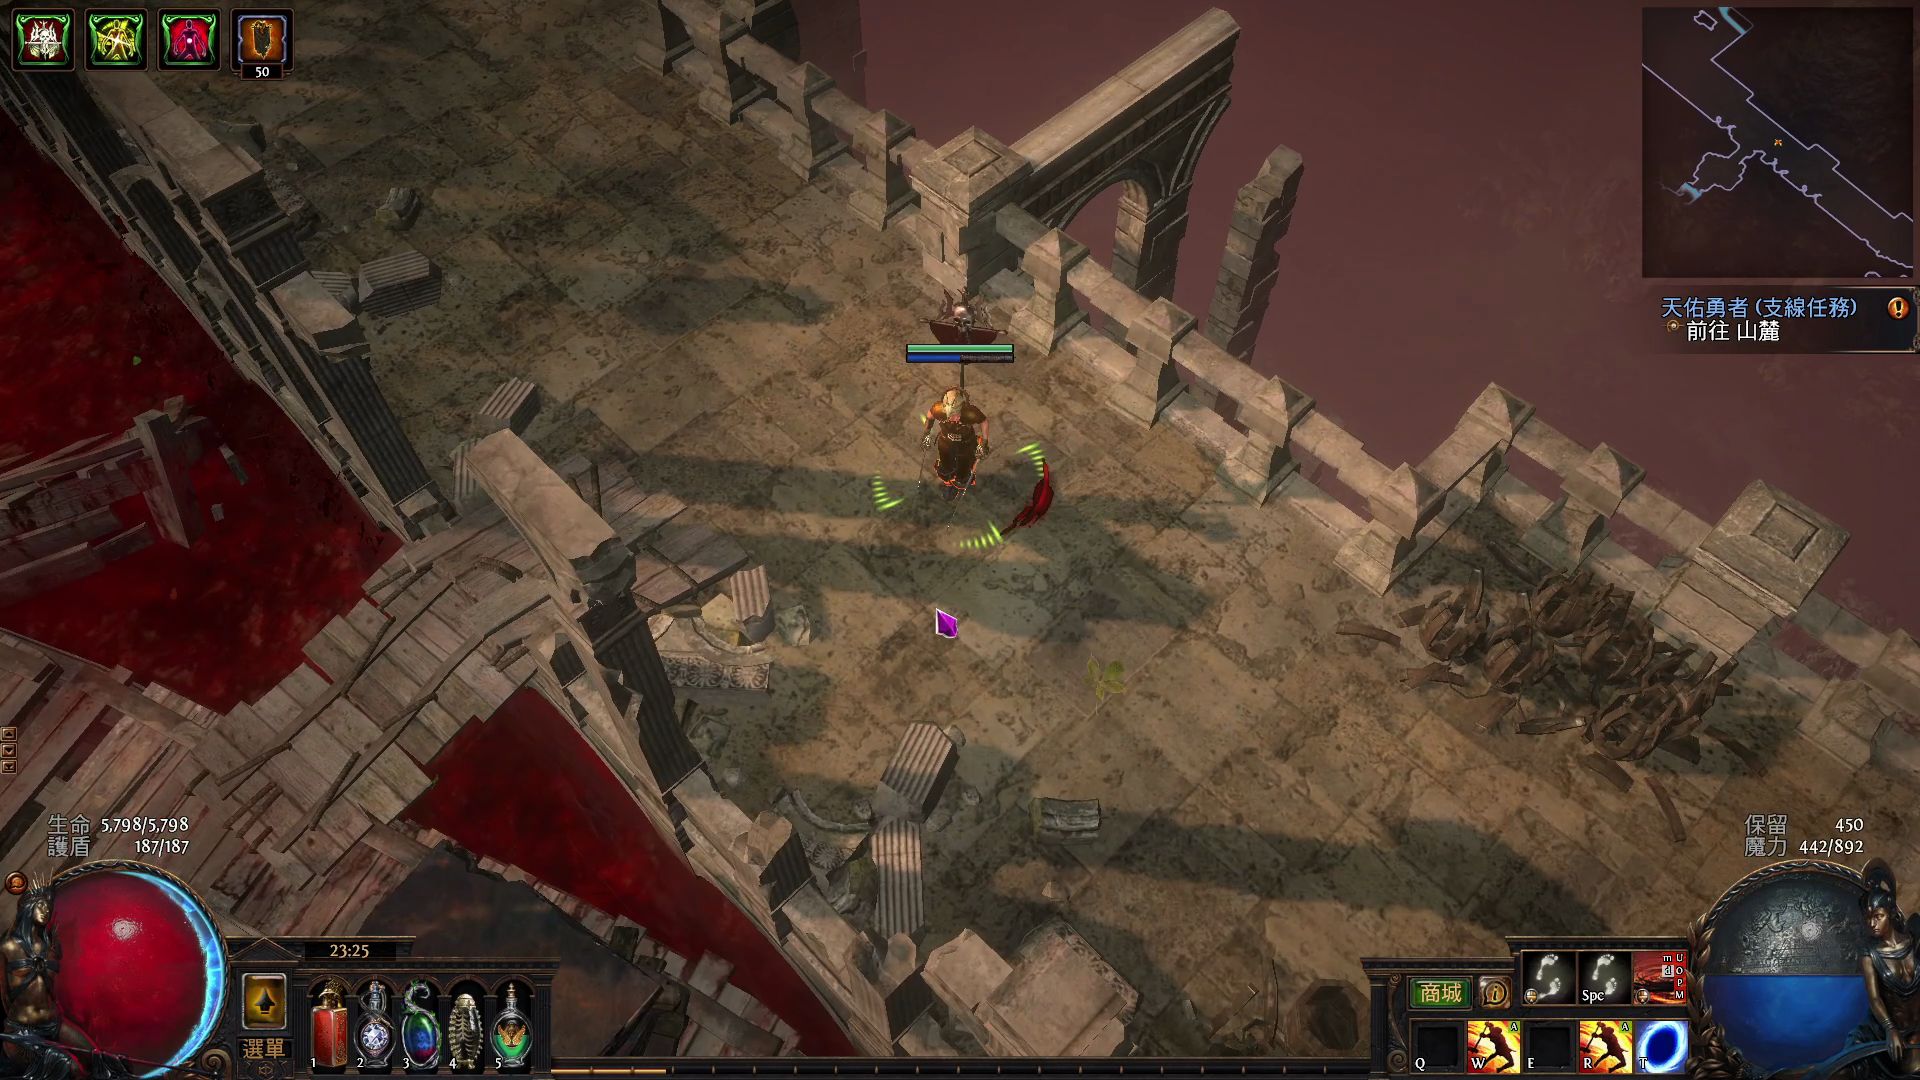 50
天佑勇者 (支線任務)
前往 山麓
生命 5,798/5,798
護盾 187/187
保留 450
魔力 442/892
23:25
選單
1 2 3 4 5
商城
Spc
Q W E R T